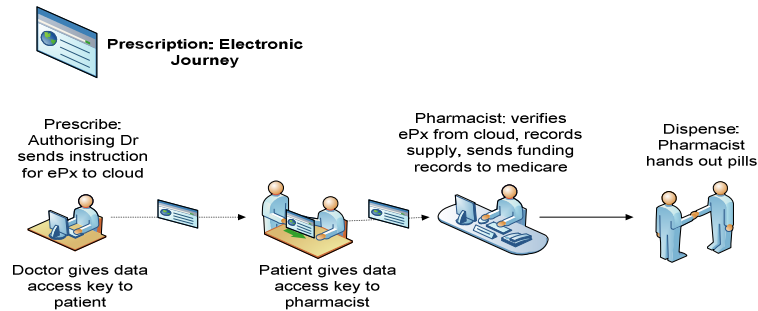 Prescription: Electronic
Journey
Prescribe:
Authorising Dr
sends instruction
for ePx to cloud
Doctor gives data
access key to
patient
Patient gives data
access key to
pharmacist
Pharmacist: verifies
ePx from cloud, records
supply, sends funding
records to medicare
Dispense:
Pharmacist
hands out pills